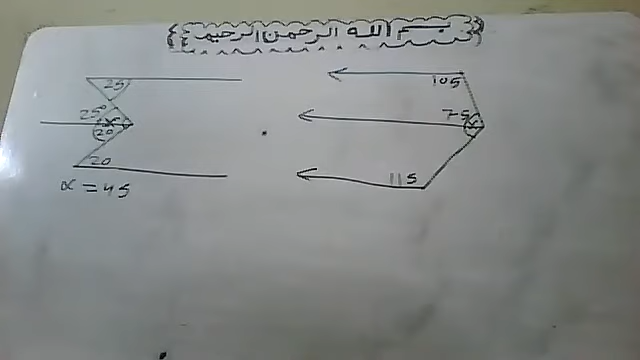 بسم الله الرحمن الرحيم
25 105
25° x 75 x
20
20 115
x = 45